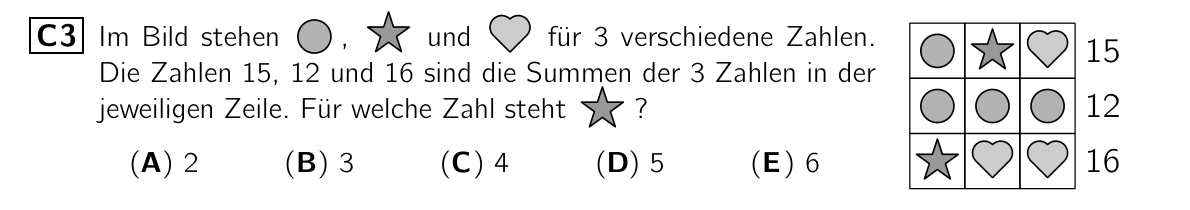 C3 Im Bild stehen , und für 3 verschiedene Zahlen.
Die Zahlen 15, 12 und 16 sind die Summen der 3 Zahlen in der
jeweiligen Zeile. Für welche Zahl steht ?
(A) 2 (B) 3 (C) 4 (D) 5 (E) 6
15
12
16